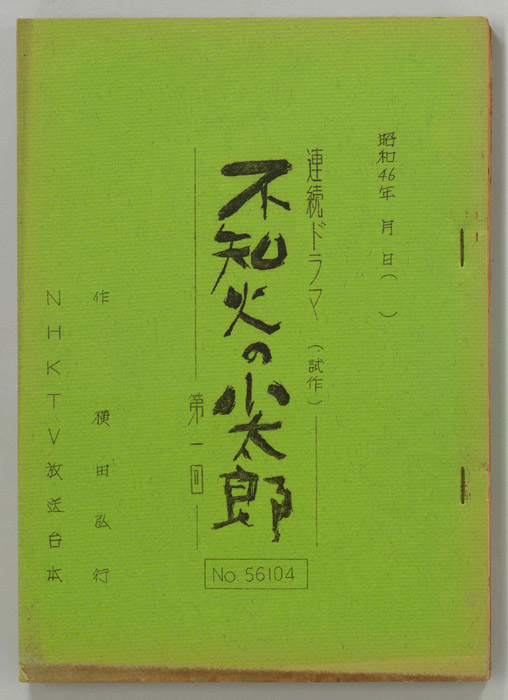 昭和46年 月 日( )
連続ドラマ(試作)
不知火の小太郎
第一回
No. 56104
作 横田弘行
NHKTV放送台本